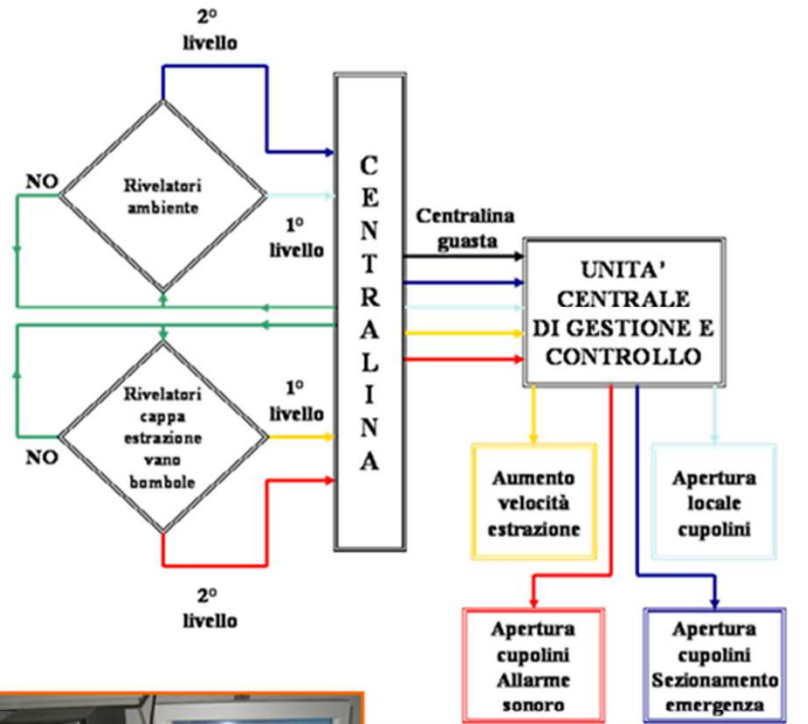 2°
livello
NO
Rivelatori
ambiente
1°
livello
C
E
N
T
R
A
L
I
N
A
Centralina
guasta
UNITA'
CENTRALE
DI GESTIONE E
CONTROLLO
Rivelatori
cappa
estrazione
vano
bombole
1°
livello
NO
2°
livello
Aumento
velocità
estrazione
Apertura
locale
cupolini
Apertura
cupolini
Allarme
sonoro
Apertura
cupolini
Sezionamento
emergenza